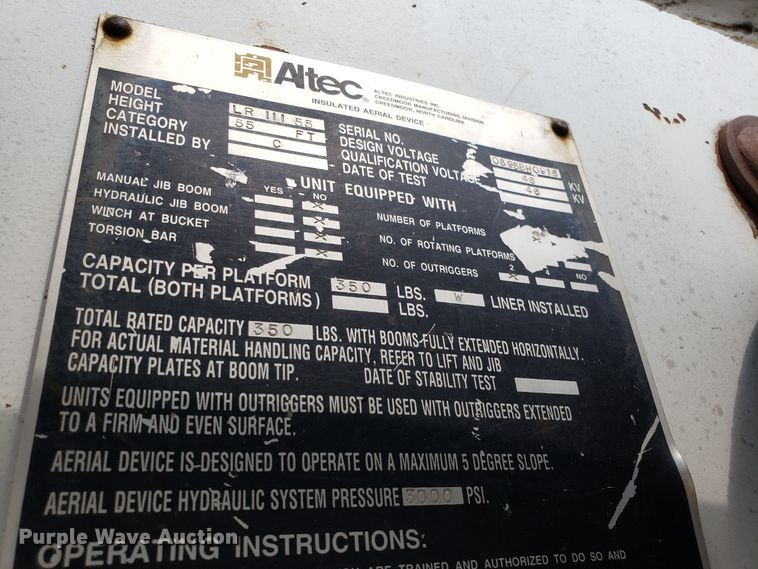 Altec®
ALTEC INDUSTRIES INC.
CREEDMOOR MANUFACTURING DIVISION
CREEDMOOR, NORTH CAROLINA
INSULATED AERIAL DEVICE
MODEL LR III 55 SERIAL NO. 0895BH0916
HEIGHT 55 FT DESIGN VOLTAGE 46 KV
CATEGORY C QUALIFICATION VOLTAGE 46 KV
INSTALLED BY DATE OF TEST
UNIT EQUIPPED WITH
YES NO
MANUAL JIB BOOM X NUMBER OF PLATFORMS
HYDRAULIC JIB BOOM X NO. OF ROTATING PLATFORMS
WINCH AT BUCKET X NO. OF OUTRIGGERS X
TORSION BAR X 2 4 NO
CAPACITY PER PLATFORM 350 LBS. W LINER INSTALLED
TOTAL (BOTH PLATFORMS) LBS.
TOTAL RATED CAPACITY 350 LBS. WITH BOOMS FULLY EXTENDED HORIZONTALLY.
FOR ACTUAL MATERIAL HANDLING CAPACITY, REFER TO LIFT AND JIB
CAPACITY PLATES AT BOOM TIP. DATE OF STABILITY TEST
UNITS EQUIPPED WITH OUTRIGGERS MUST BE USED WITH OUTRIGGERS EXTENDED
TO A FIRM AND EVEN SURFACE.
AERIAL DEVICE IS DESIGNED TO OPERATE ON A MAXIMUM 5 DEGREE SLOPE.
AERIAL DEVICE HYDRAULIC SYSTEM PRESSURE 3000 PSI.
OPERATING INSTRUCTIONS:
ARE TRAINED AND AUTHORIZED TO DO SO AND
Purple Wave Auction